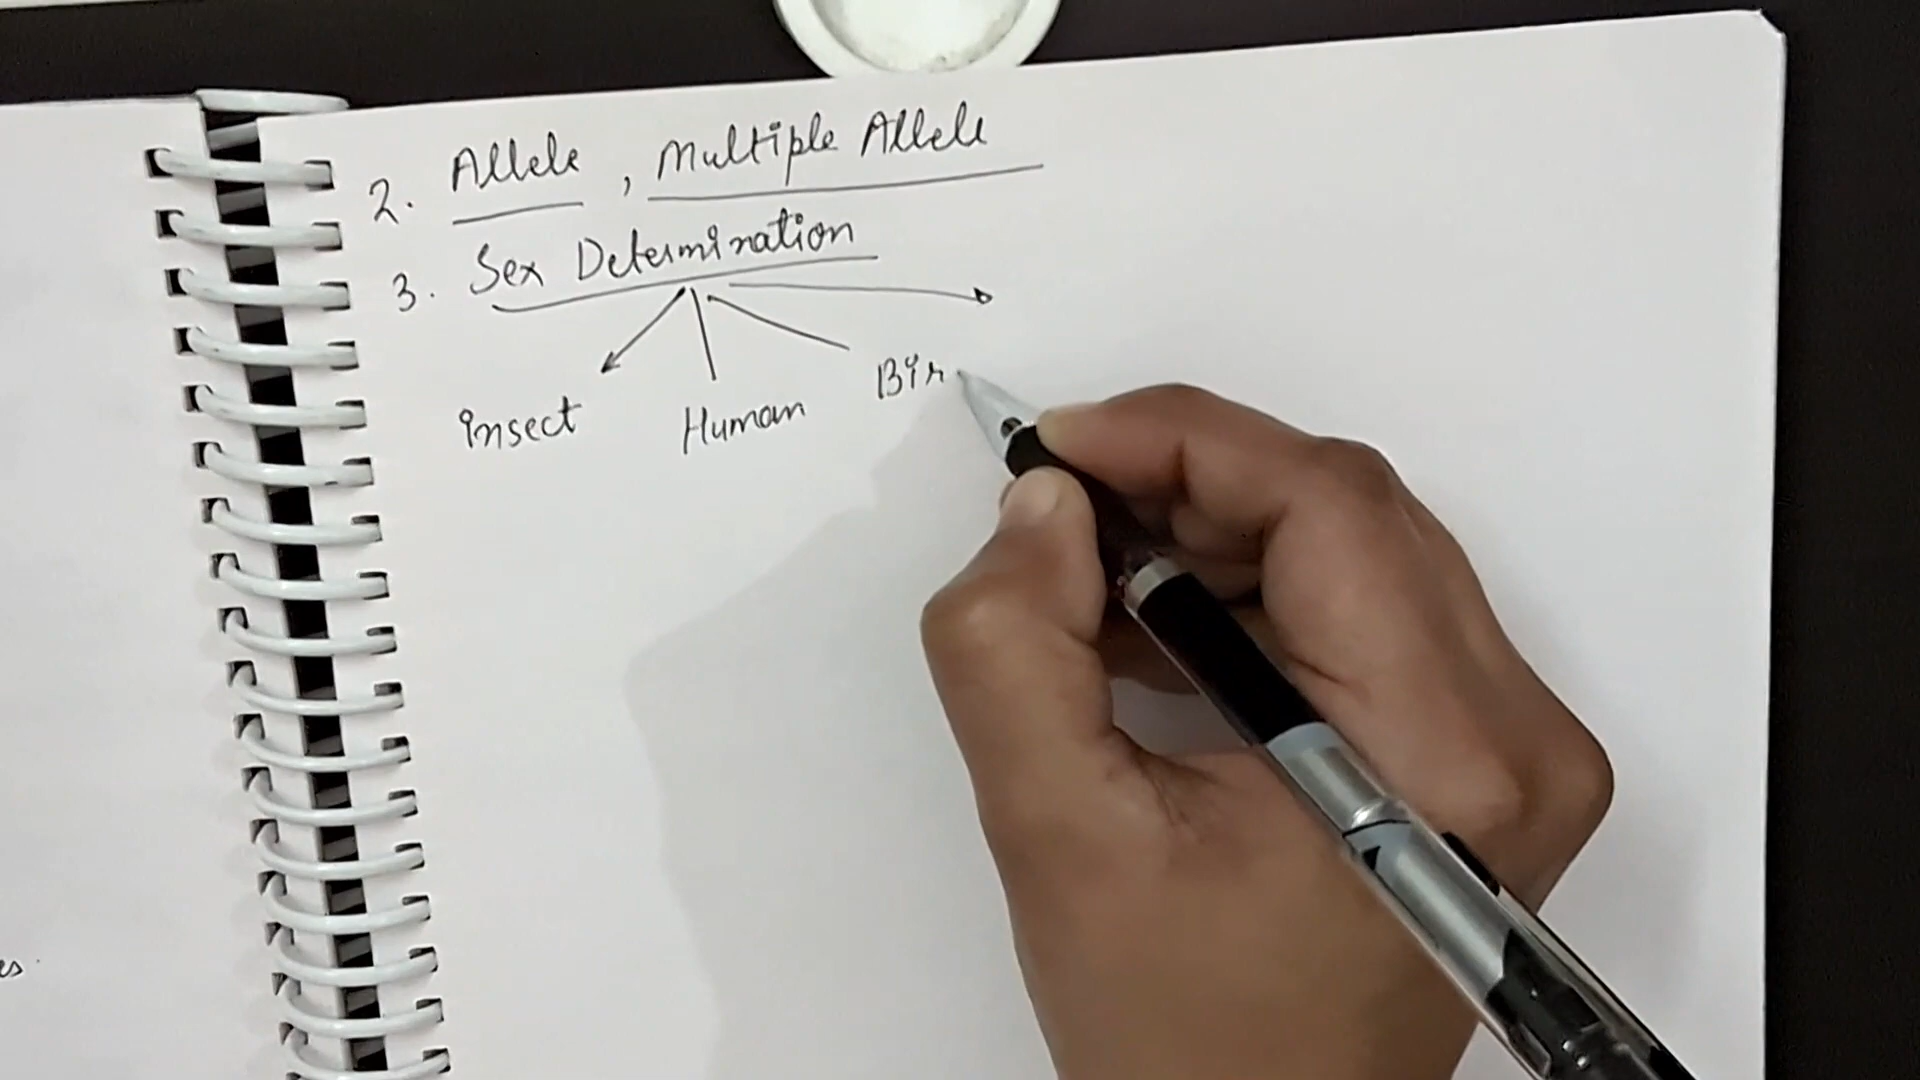 2. Allele , Multiple Allele
3. Sex Determination
insect Human Bir